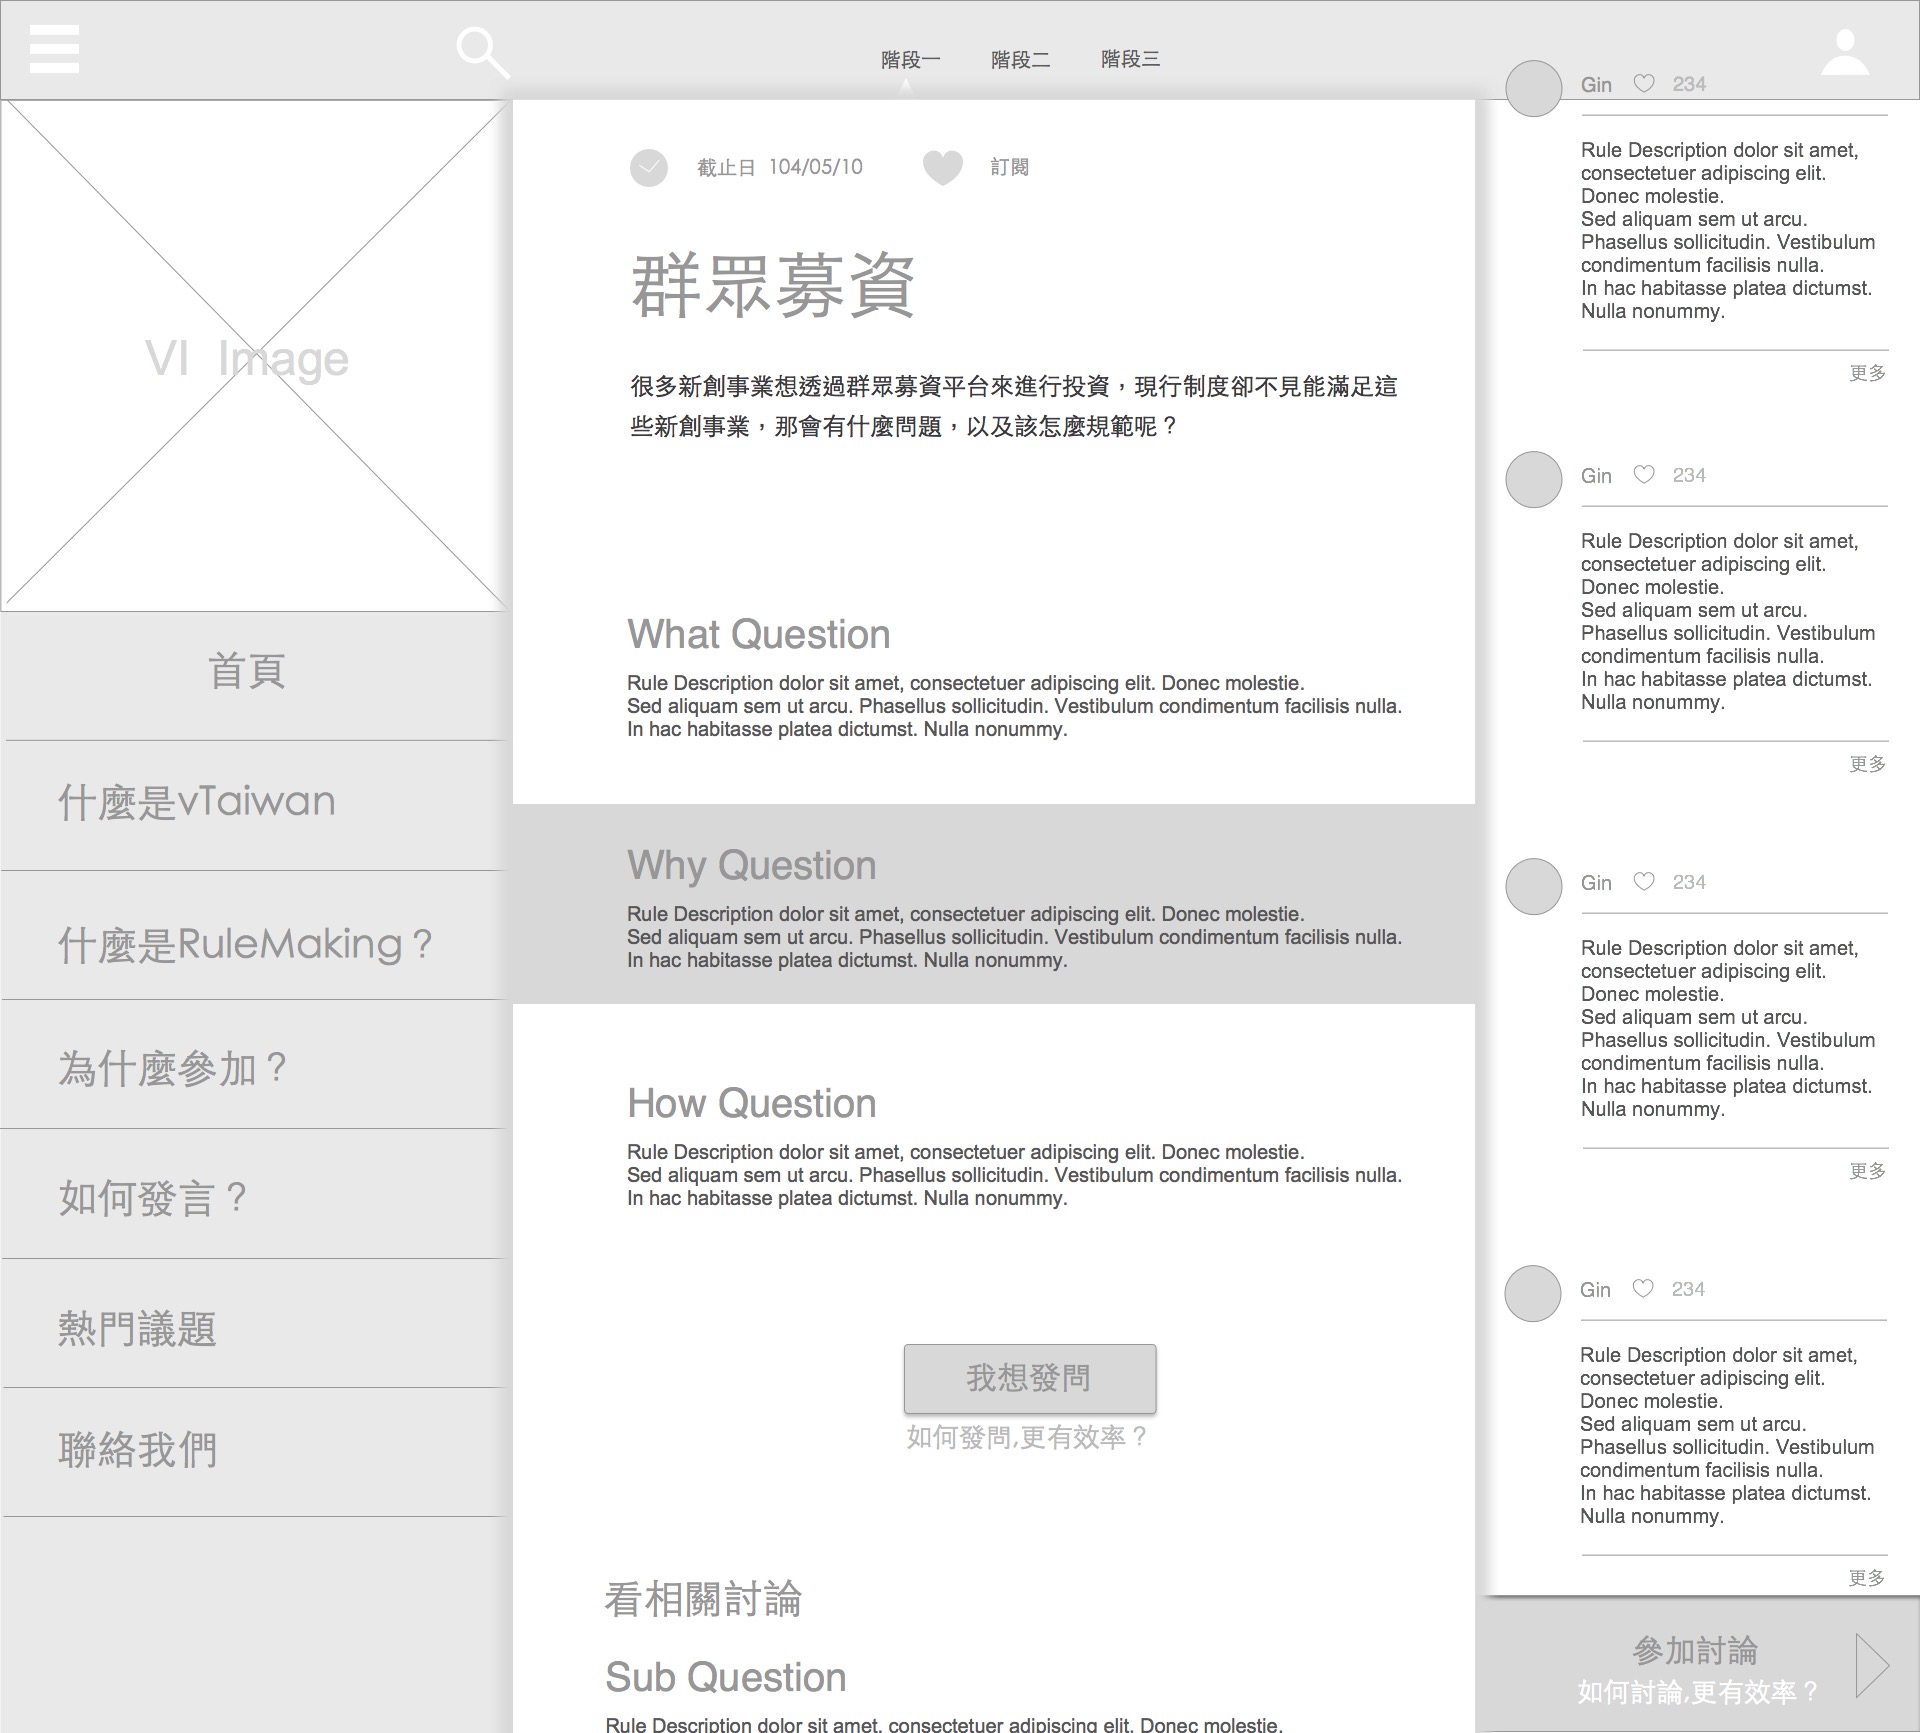 階段一 階段二 階段三
VI Image
首頁
什麼是vTaiwan
什麼是RuleMaking？
為什麼參加？
如何發言？
熱門議題
聯絡我們
截止日 104/05/10 訂閱
群眾募資
很多新創事業想透過群眾募資平台來進行投資，現行制度卻不見能滿足這
些新創事業，那會有什麼問題，以及該怎麼規範呢？
What Question
Rule Description dolor sit amet, consectetuer adipiscing elit. Donec molestie.
Sed aliquam sem ut arcu. Phasellus sollicitudin. Vestibulum condimentum facilisis nulla.
In hac habitasse platea dictumst. Nulla nonummy.
Why Question
Rule Description dolor sit amet, consectetuer adipiscing elit. Donec molestie.
Sed aliquam sem ut arcu. Phasellus sollicitudin. Vestibulum condimentum facilisis nulla.
In hac habitasse platea dictumst. Nulla nonummy.
How Question
Rule Description dolor sit amet, consectetuer adipiscing elit. Donec molestie.
Sed aliquam sem ut arcu. Phasellus sollicitudin. Vestibulum condimentum facilisis nulla.
In hac habitasse platea dictumst. Nulla nonummy.
我想發問
如何發問,更有效率？
看相關討論
Sub Question
Rule Description dolor sit amet, consectetuer adipiscing elit. Donec molestie.
Gin 234
Rule Description dolor sit amet,
consectetuer adipiscing elit.
Donec molestie.
Sed aliquam sem ut arcu.
Phasellus sollicitudin. Vestibulum
condimentum facilisis nulla.
In hac habitasse platea dictumst.
Nulla nonummy.
更多
Gin 234
Rule Description dolor sit amet,
consectetuer adipiscing elit.
Donec molestie.
Sed aliquam sem ut arcu.
Phasellus sollicitudin. Vestibulum
condimentum facilisis nulla.
In hac habitasse platea dictumst.
Nulla nonummy.
更多
Gin 234
Rule Description dolor sit amet,
consectetuer adipiscing elit.
Donec molestie.
Sed aliquam sem ut arcu.
Phasellus sollicitudin. Vestibulum
condimentum facilisis nulla.
In hac habitasse platea dictumst.
Nulla nonummy.
更多
Gin 234
Rule Description dolor sit amet,
consectetuer adipiscing elit.
Donec molestie.
Sed aliquam sem ut arcu.
Phasellus sollicitudin. Vestibulum
condimentum facilisis nulla.
In hac habitasse platea dictumst.
Nulla nonummy.
更多
參加討論
如何討論,更有效率？